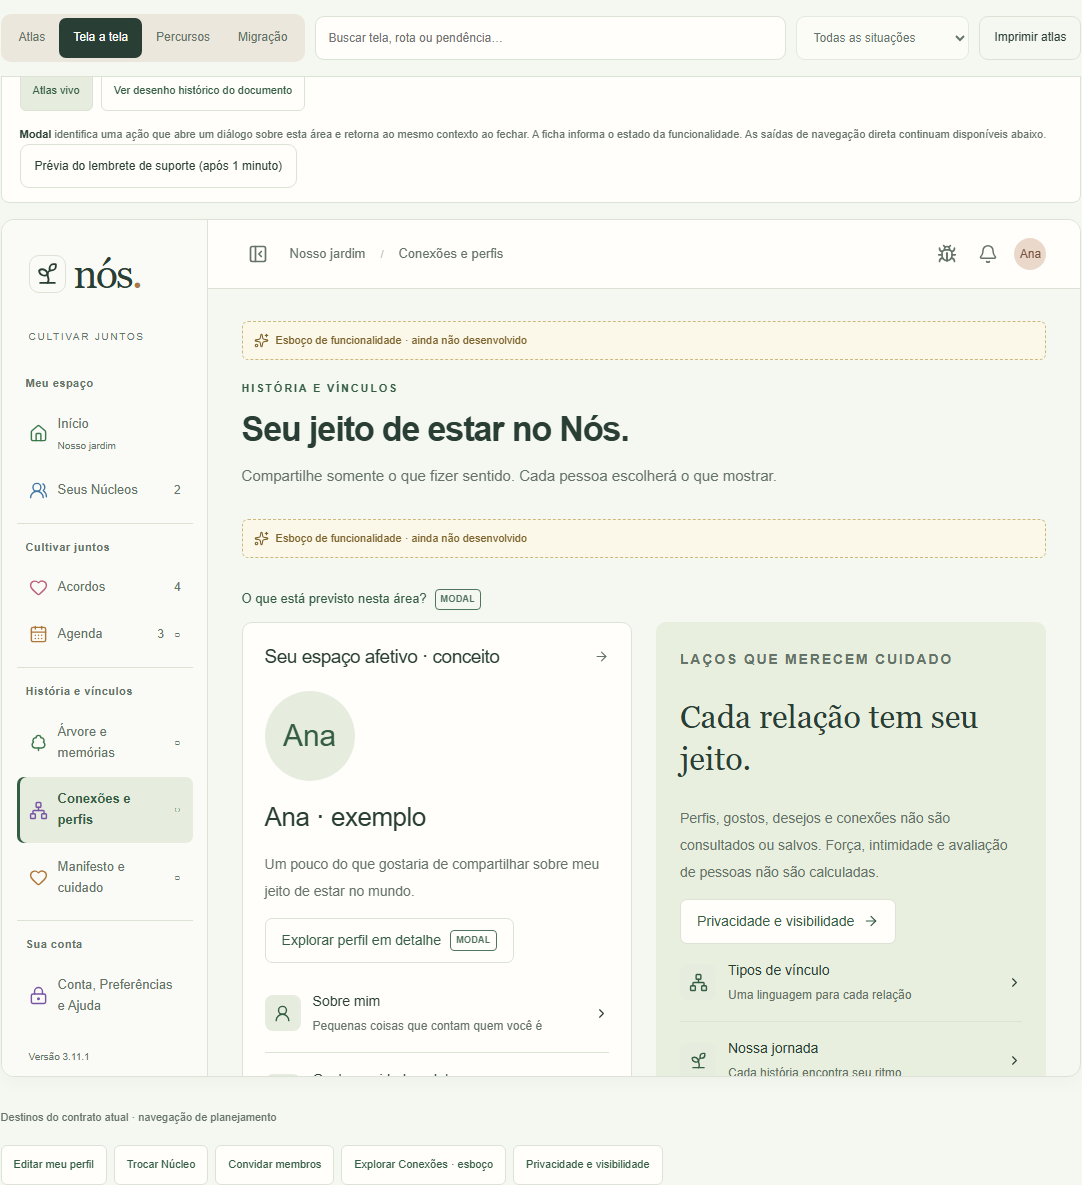 Atlas
Tela a tela
Percursos
Migração
Buscar tela, rota ou pendência...
Todas as situações
Imprimir atlas
Atlas vivo
Ver desenho histórico do documento
Modal identifica uma ação que abre um diálogo sobre esta área e retorna ao mesmo contexto ao fechar. A ficha informa o estado da funcionalidade. As saídas de navegação direta continuam disponíveis abaixo.
Prévia do lembrete de suporte (após 1 minuto)
nós.
CULTIVAR JUNTOS
Meu espaço
Início
Nosso jardim
Seus Núcleos 2
Cultivar juntos
Acordos 4
Agenda 3
História e vínculos
Árvore e
memórias
Conexões e
perfis
Manifesto e
cuidado
Sua conta
Conta, Preferências
e Ajuda
Versão 3.11.1
Nosso jardim / Conexões e perfis
Ana
Esboço de funcionalidade · ainda não desenvolvido
HISTÓRIA E VÍNCULOS
Seu jeito de estar no Nós.
Compartilhe somente o que fizer sentido. Cada pessoa escolherá o que mostrar.
Esboço de funcionalidade · ainda não desenvolvido
O que está previsto nesta área? MODAL
Seu espaço afetivo · conceito
Ana
Ana · exemplo
Um pouco do que gostaria de compartilhar sobre meu
jeito de estar no mundo.
Explorar perfil em detalhe MODAL
Sobre mim
Pequenas coisas que contam quem você é
LAÇOS QUE MERECEM CUIDADO
Cada relação tem seu
jeito.
Perfis, gostos, desejos e conexões não são
consultados ou salvos. Força, intimidade e avaliação
de pessoas não são calculadas.
Privacidade e visibilidade
Tipos de vínculo
Uma linguagem para cada relação
Nossa jornada
Cada história encontra seu ritmo
Destinos do contrato atual · navegação de planejamento
Editar meu perfil
Trocar Núcleo
Convidar membros
Explorar Conexões · esboço
Privacidade e visibilidade